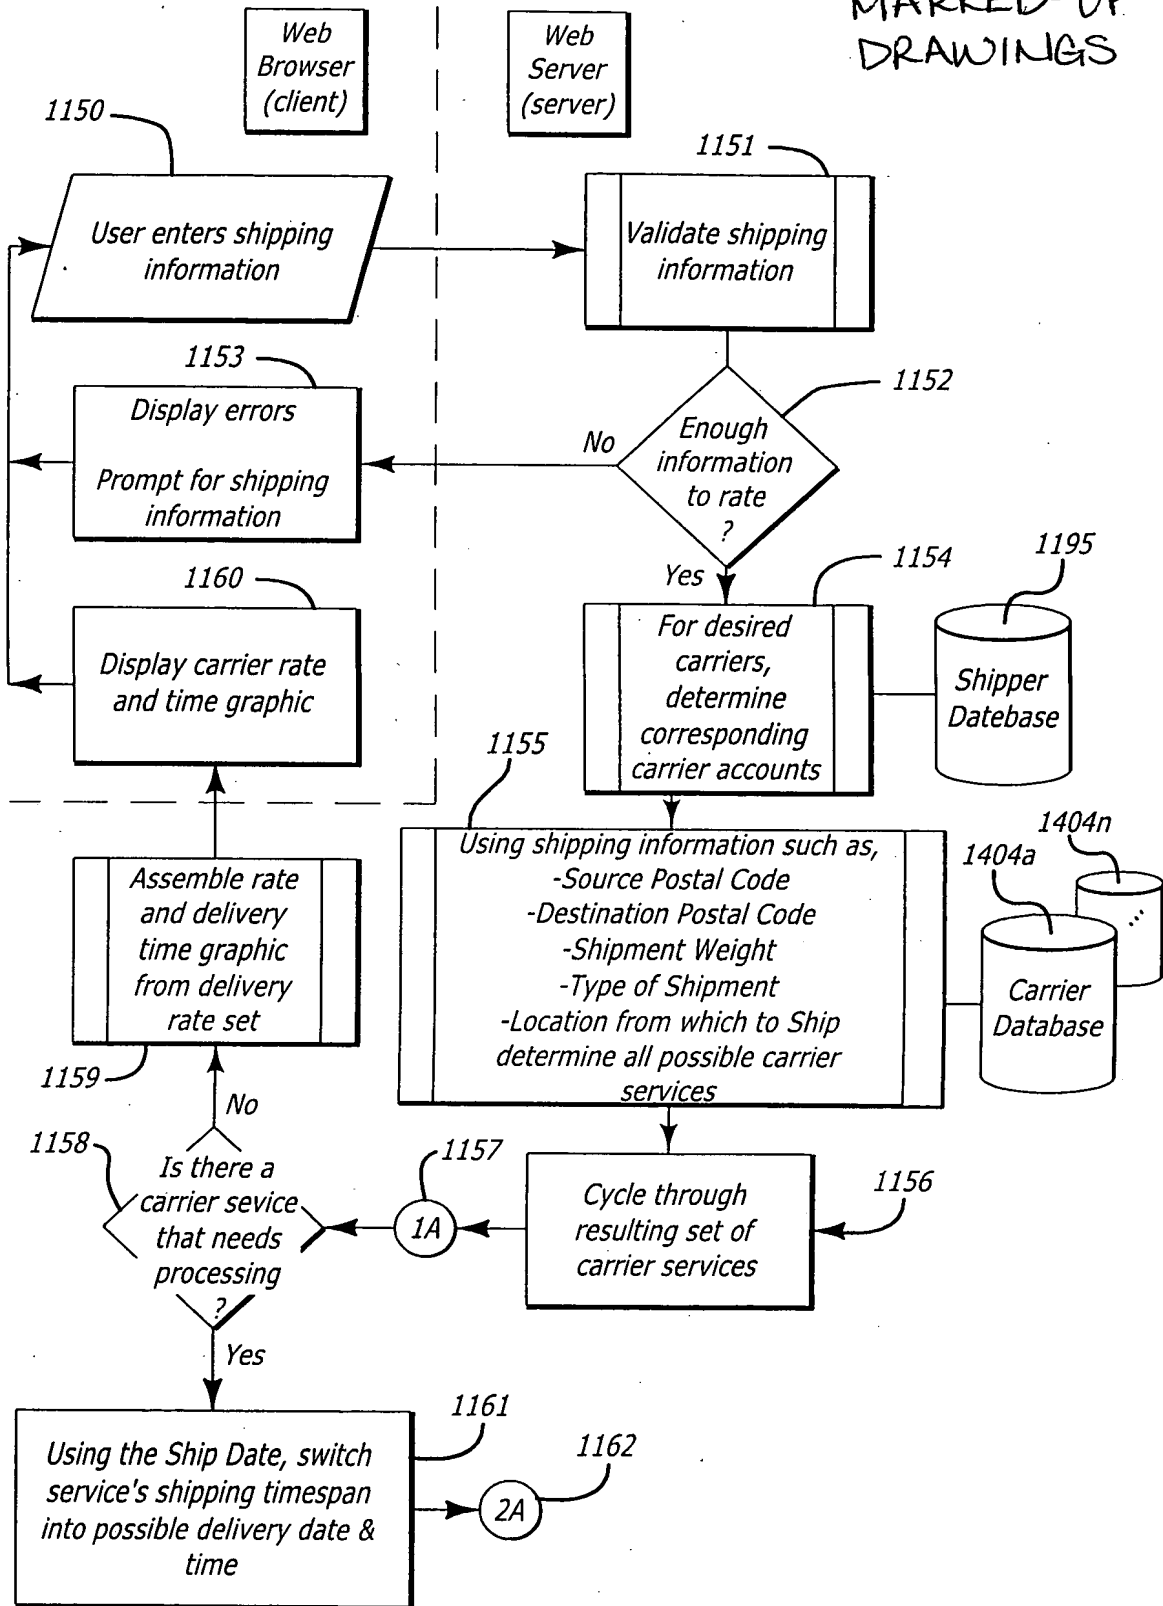 MARKED-UP
DRAWINGS
Web
Browser
(client)
Web
Server
(server)
1150
1151
User enters shipping
information
Validate shipping
information
1153
1152
Display errors
Prompt for shipping
information
No
Enough
information
to rate
?
Yes
1160
1154
1195
Display carrier rate
and time graphic
For desired
carriers,
determine
corresponding
carrier accounts
Shipper
Datebase
1155
1404n
1404a
Assemble rate
and delivery
time graphic
from delivery
rate set
Using shipping information such as,
-Source Postal Code
-Destination Postal Code
-Shipment Weight
-Type of Shipment
-Location from which to Ship
determine all possible carrier
services
...
Carrier
Database
1159
No
1158
1157
1156
Is there a
carrier sevice
that needs
processing
?
1A
Cycle through
resulting set of
carrier services
Yes
1161
1162
Using the Ship Date, switch
service's shipping timespan
into possible delivery date &
time
2A